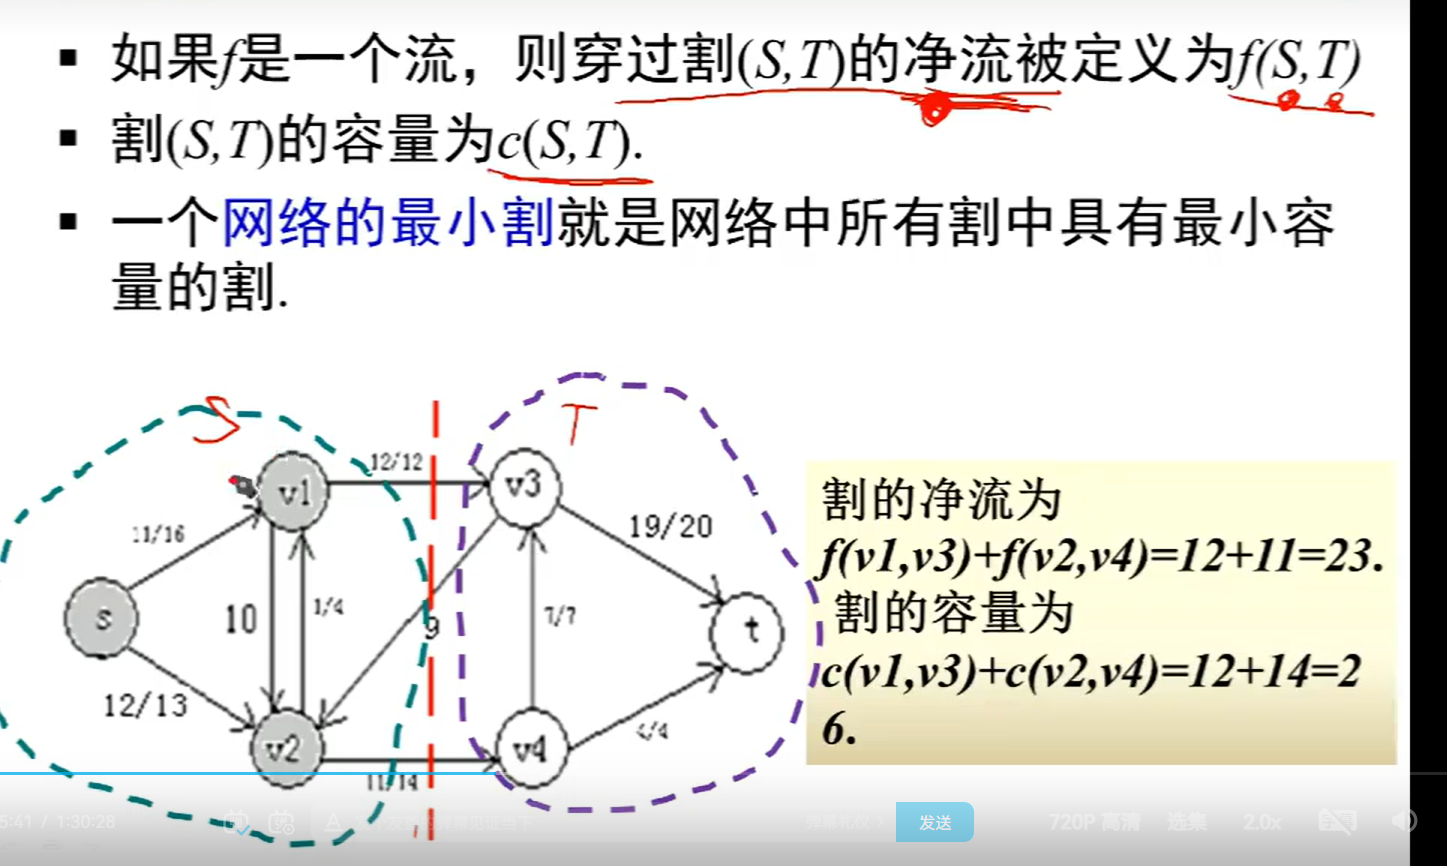 ▪ 如果f是一个流，则穿过割(S,T)的净流被定义为f(S,T)
▪ 割(S,T)的容量为c(S,T).
▪ 一个网络的最小割就是网络中所有割中具有最小容
量的割.
S
T
12/12
v1
v3
11/16
19/20
割的净流为
f(v1,v3)+f(v2,v4)=12+11=23.
s
10
1/4
9
7/7
t
割的容量为
c(v1,v3)+c(v2,v4)=12+14=2
6.
12/13
4/4
v2
v4
11/14
5:41 / 1:30:28
发送
720P 高清
选集
2.0x